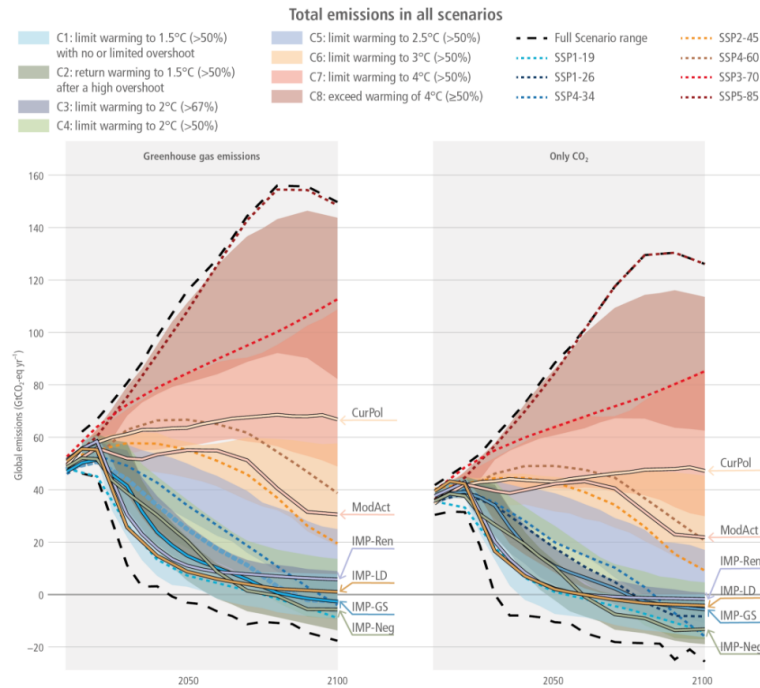 Total emissions in all scenarios
C1: limit warming to 1.5°C (>50%)
with no or limited overshoot
C2: return warming to 1.5°C (>50%)
after a high overshoot
C3: limit warming to 2°C (>67%)
C4: limit warming to 2°C (>50%)
C5: limit warming to 2.5°C (>50%)
C6: limit warming to 3°C (>50%)
C7: limit warming to 4°C (>50%)
C8: exceed warming of 4°C (≥50%)
Full Scenario range
SSP1-19
SSP1-26
SSP4-34
SSP2-45
SSP4-60
SSP3-70
SSP5-85
Greenhouse gas emissions
Only CO₂
Global emissions (GtCO₂-eq yr⁻¹)
160
140
120
100
80
60
40
20
0
−20
CurPol
ModAct
IMP-Ren
IMP-LD
IMP-GS
IMP-Neg
2050
2100
CurPol
ModAct
IMP-Ren
IMP-LD
IMP-GS
IMP-Neg
2050
2100